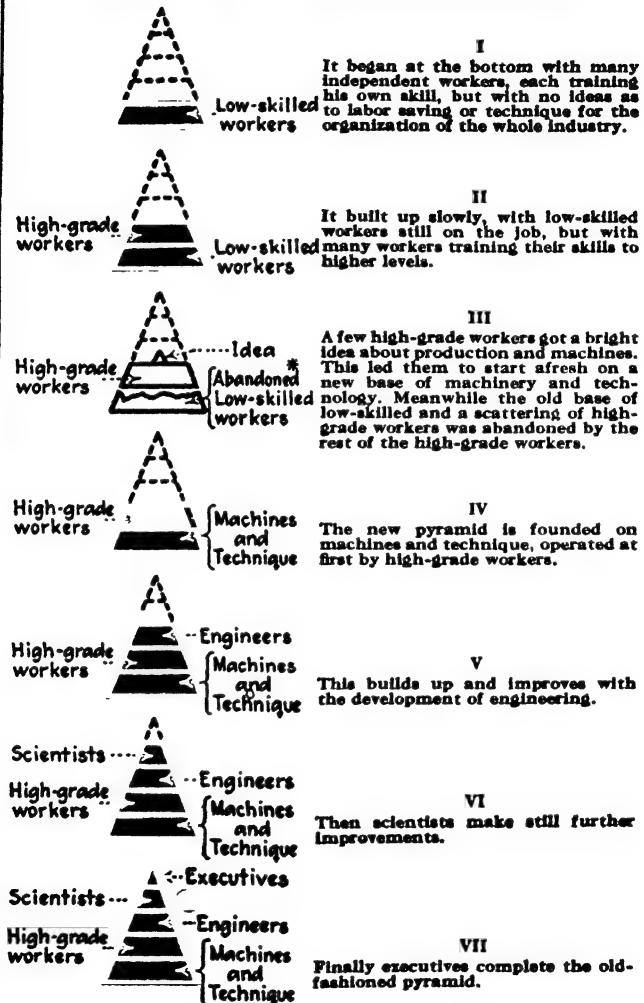 Low-skilled
workers
I
It began at the bottom with many
independent workers, each training
his own skill, but with no ideas as
to labor saving or technique for the
organization of the whole industry.
High-grade
workers
Low-skilled
workers
II
It built up slowly, with low-skilled
workers still on the job, but with
many workers training their skills to
higher levels.
High-grade
workers
Idea
Abandoned *
Low-skilled
workers
III
A few high-grade workers got a bright
idea about production and machines.
This led them to start afresh on a
new base of machinery and tech-
nology. Meanwhile the old base of
low-skilled and a scattering of high-
grade workers was abandoned by the
rest of the high-grade workers.
High-grade
workers
Machines
and
Technique
IV
The new pyramid is founded on
machines and technique, operated at
first by high-grade workers.
High-grade
workers
Engineers
Machines
and
Technique
V
This builds up and improves with
the development of engineering.
Scientists
High-grade
workers
Engineers
Machines
and
Technique
VI
Then scientists make still further
improvements.
Executives
Scientists
High-grade
workers
Engineers
Machines
and
Technique
VII
Finally executives complete the old-
fashioned pyramid.